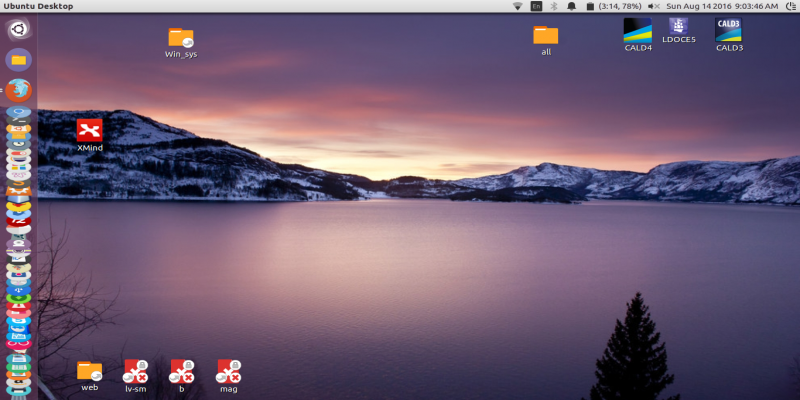 Ubuntu Desktop
En
(3:14, 78%)
Sun Aug 14 2016 9:03:46 AM
Win_sys
all
CALD4
LDOCE5
CALD3
CALD3
XMind
web
lv-sm
b
mag